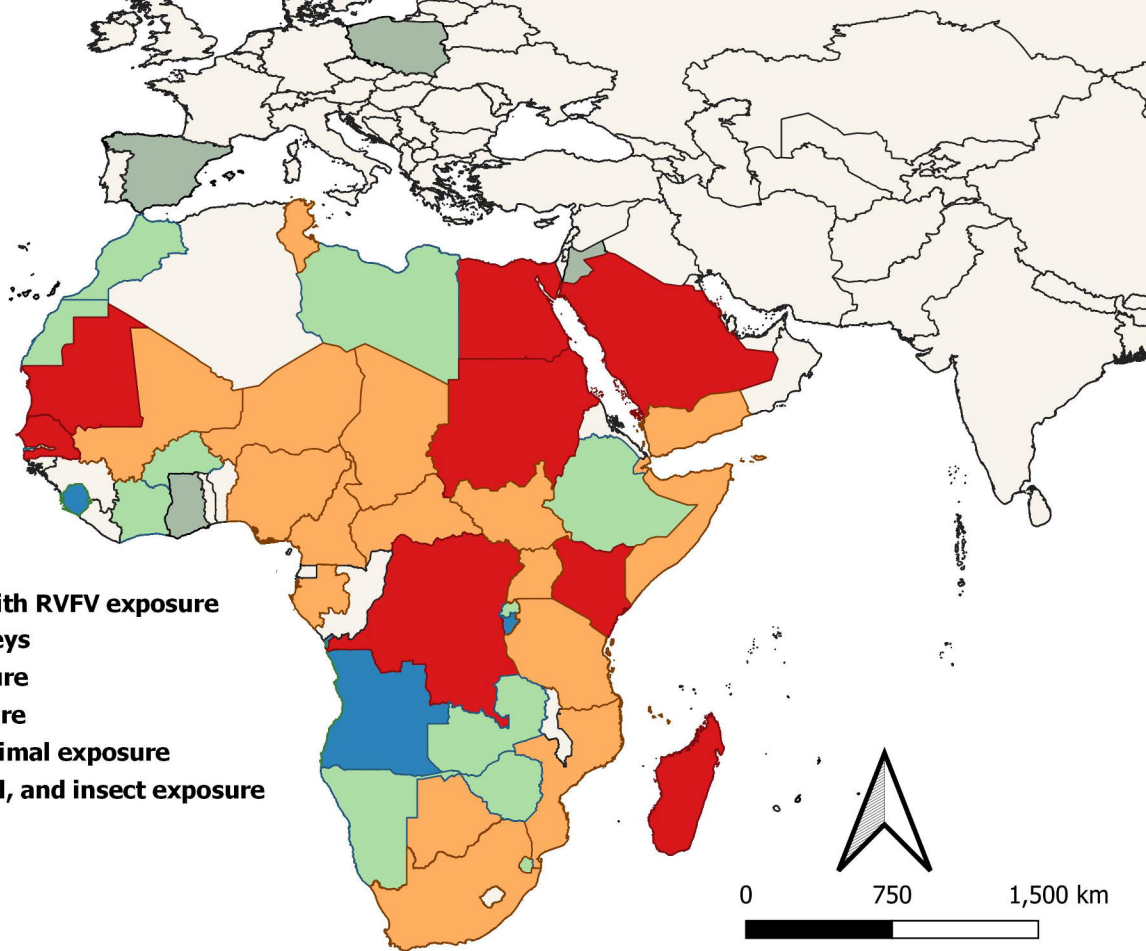 ith RVFV exposure
eys
ure
re
imal exposure
l, and insect exposure
0 750 1,500 km